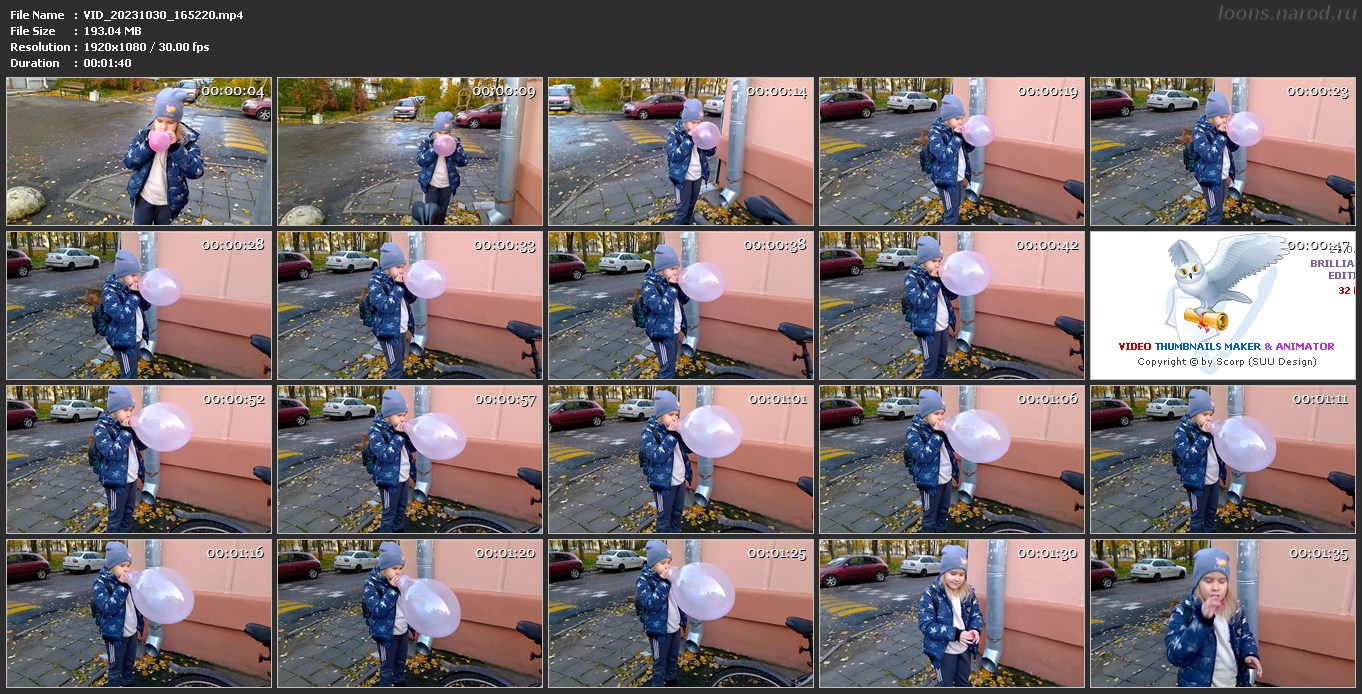 loons.narod.ru
File Name : VID_20231030_165220.mp4
File Size : 193.04 MB
Resolution : 1920x1080 / 30.00 fps
Duration : 00:01:40
00:00:04
00:00:09
00:00:14
00:00:19
00:00:23
00:00:28
00:00:33
00:00:38
00:00:42
00:00:47
BRILLIA
EDITI
32
VIDEO THUMBNAILS MAKER & ANIMATOR
Copyright © by Scorp (SUU Design)
00:00:52
00:00:57
00:01:01
00:01:06
00:01:11
00:01:16
00:01:20
00:01:25
00:01:30
00:01:35